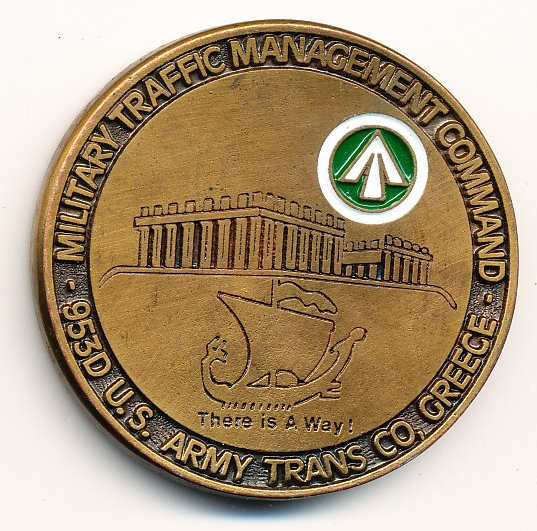 MILITARY TRAFFIC MANAGEMENT COMMAND
- 953D U.S. ARMY TRANS CO, GREECE -
There is A Way!